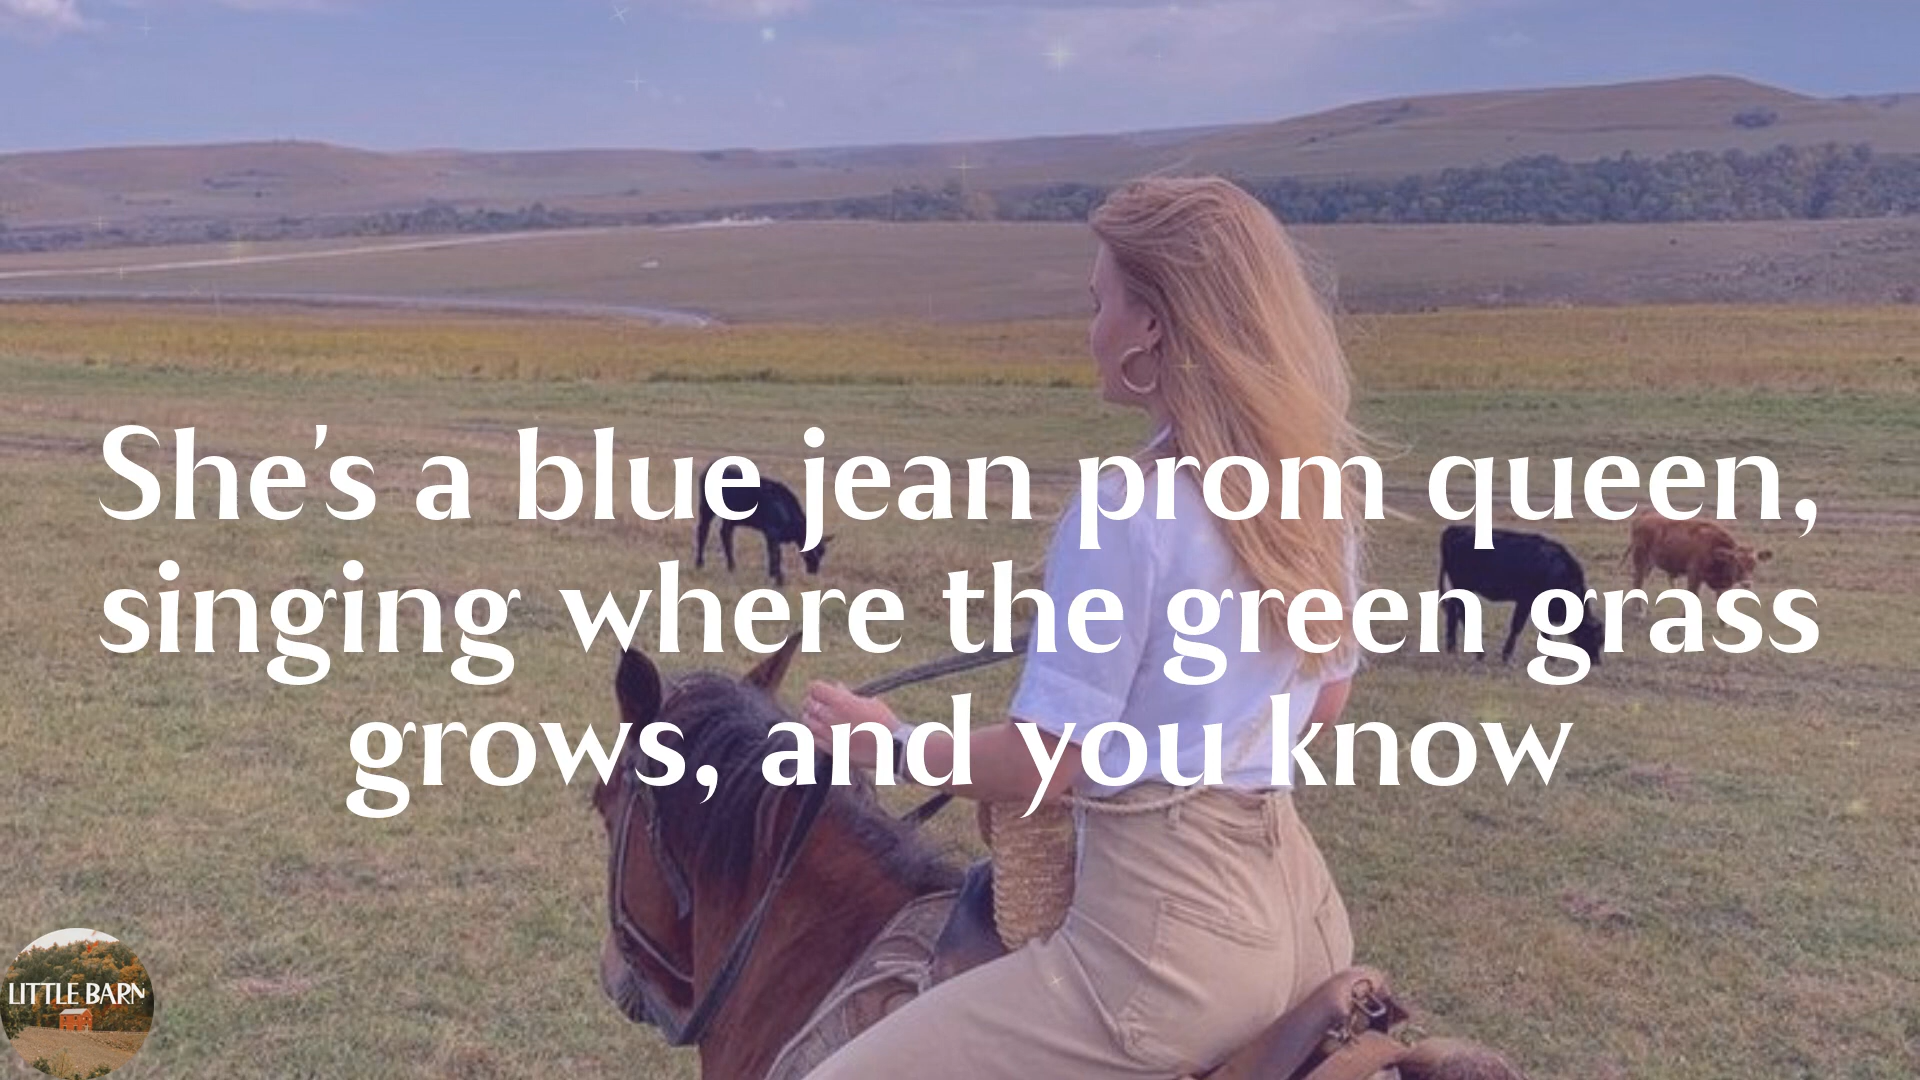 She's a blue jean prom queen,
singing where the green grass
grows, and you know
LITTLE BARN